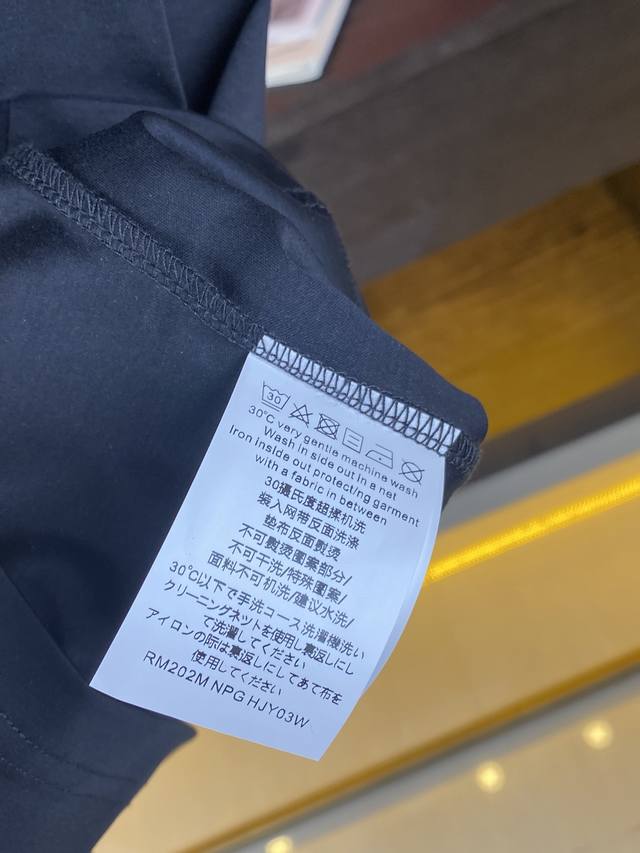 30
30°C very gentle machine wash
Wash in side out in a net
Iron inside out protecting garment
with a fabric in between
30攝氏度超揉机洗
装入网带反面洗涤
垫布反面熨烫
不可熨燙圖案部分/
不可干洗/特殊圖案/
面料不可机洗/建议水洗/
30°C以下で手洗コース洗濯機洗い
クリーニングネットを使用し裏返しにし
て洗濯してください
アイロンの際は裏返しにしてあて布を
使用してください
RM202M NPG HJY03W